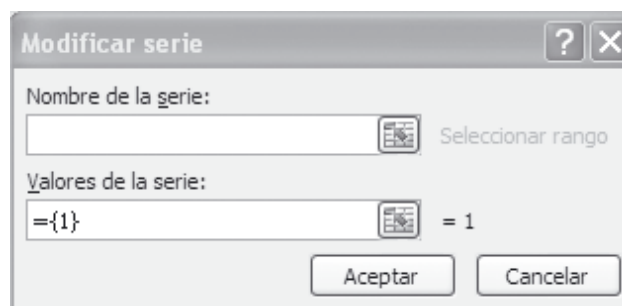 Modificar serie
Nombre de la serie:
Seleccionar rango
Valores de la serie:
={1} = 1
Aceptar Cancelar